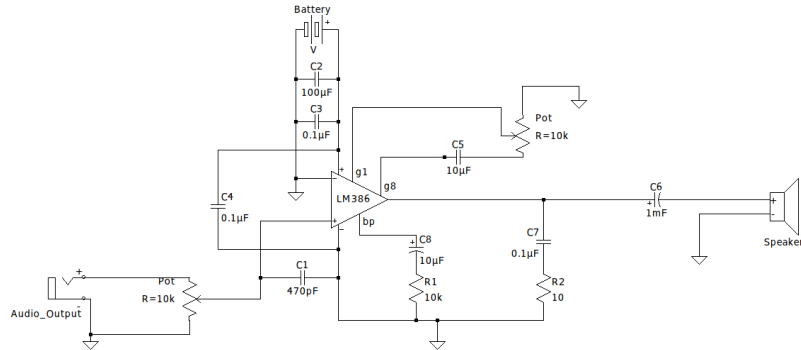 Battery
+
V
C2
100µF
C3
0.1µF
Pot
R=10k
g1
C5
10µF
+
g8
−
C4
LM386
0.1µF
C6
+
1mF
+
-
Speaker
bp
+
−
C8
+
10µF
C7
0.1µF
C1
470pF
R1
10k
R2
10
+
Pot
R=10k
-
Audio_Output